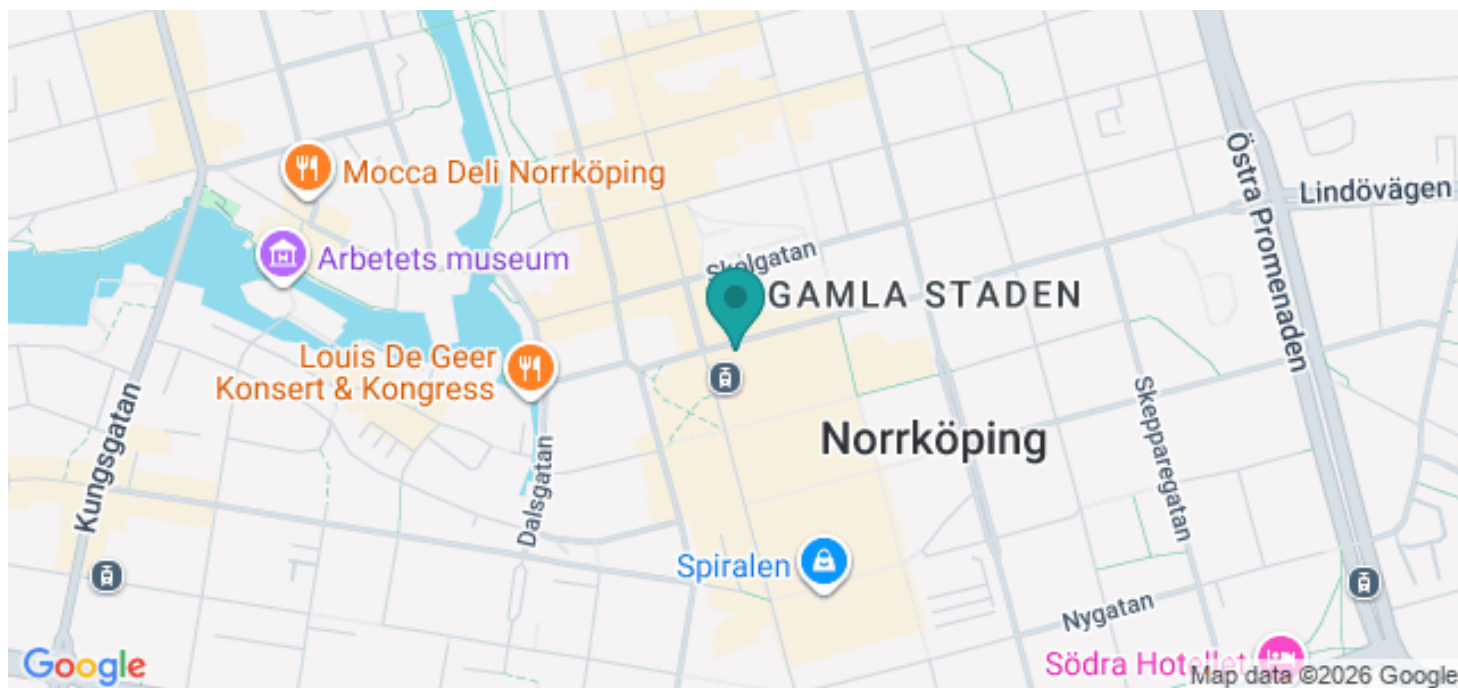 Mocca Deli Norrköping
Östra Promenaden
Lindövägen
Arbetets museum
Skolgatan
GAMLA STADEN
Louis De Geer
Konsert & Kongress
Kungsgatan
Norrköping
Skepparegatan
Dalsgatan
Spiralen
Nygatan
Södra Hotellet
Google
Map data ©2026 Google